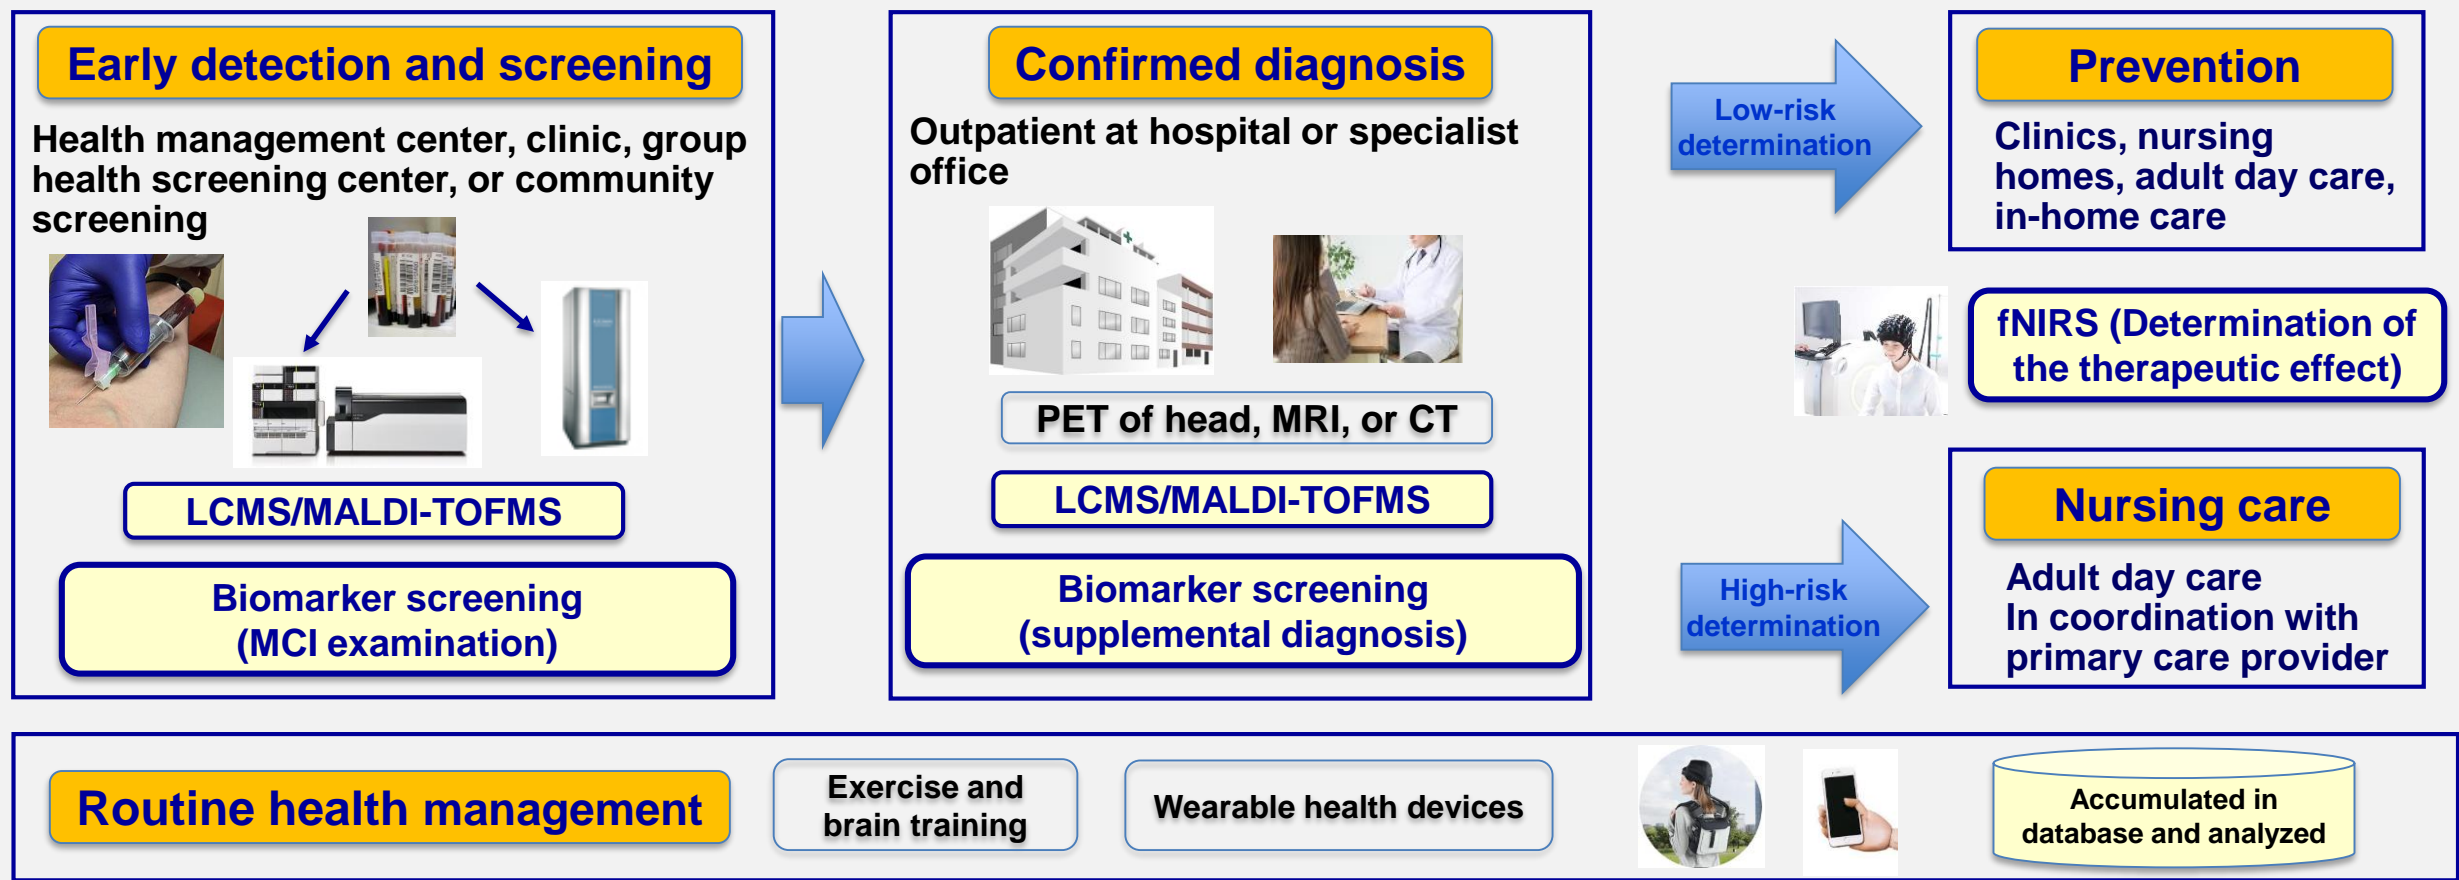 Early detection and screening
Health management center, clinic, group
health screening center, or community
screening
LCMS/MALDI-TOFMS
Biomarker screening
(MCI examination)
Confirmed diagnosis
Outpatient at hospital or specialist
office
PET of head, MRI, or CT
LCMS/MALDI-TOFMS
Biomarker screening
(supplemental diagnosis)
Low-risk
determination
Prevention
Clinics, nursing
homes, adult day care,
in-home care
fNIRS (Determination of
the therapeutic effect)
High-risk
determination
Nursing care
Adult day care
In coordination with
primary care provider
Routine health management
Exercise and
brain training
Wearable health devices
Accumulated in
database and analyzed